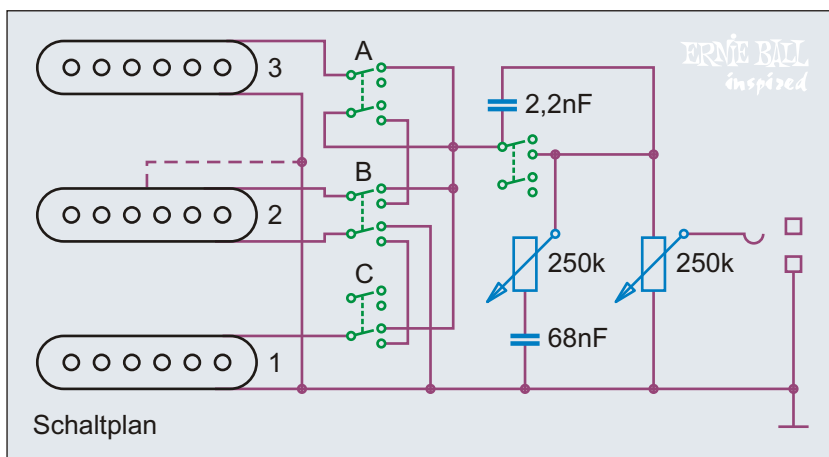 ERNIE BALL
inspired
A
3
2,2nF
B
2
C
250k
250k
68nF
1
Schaltplan